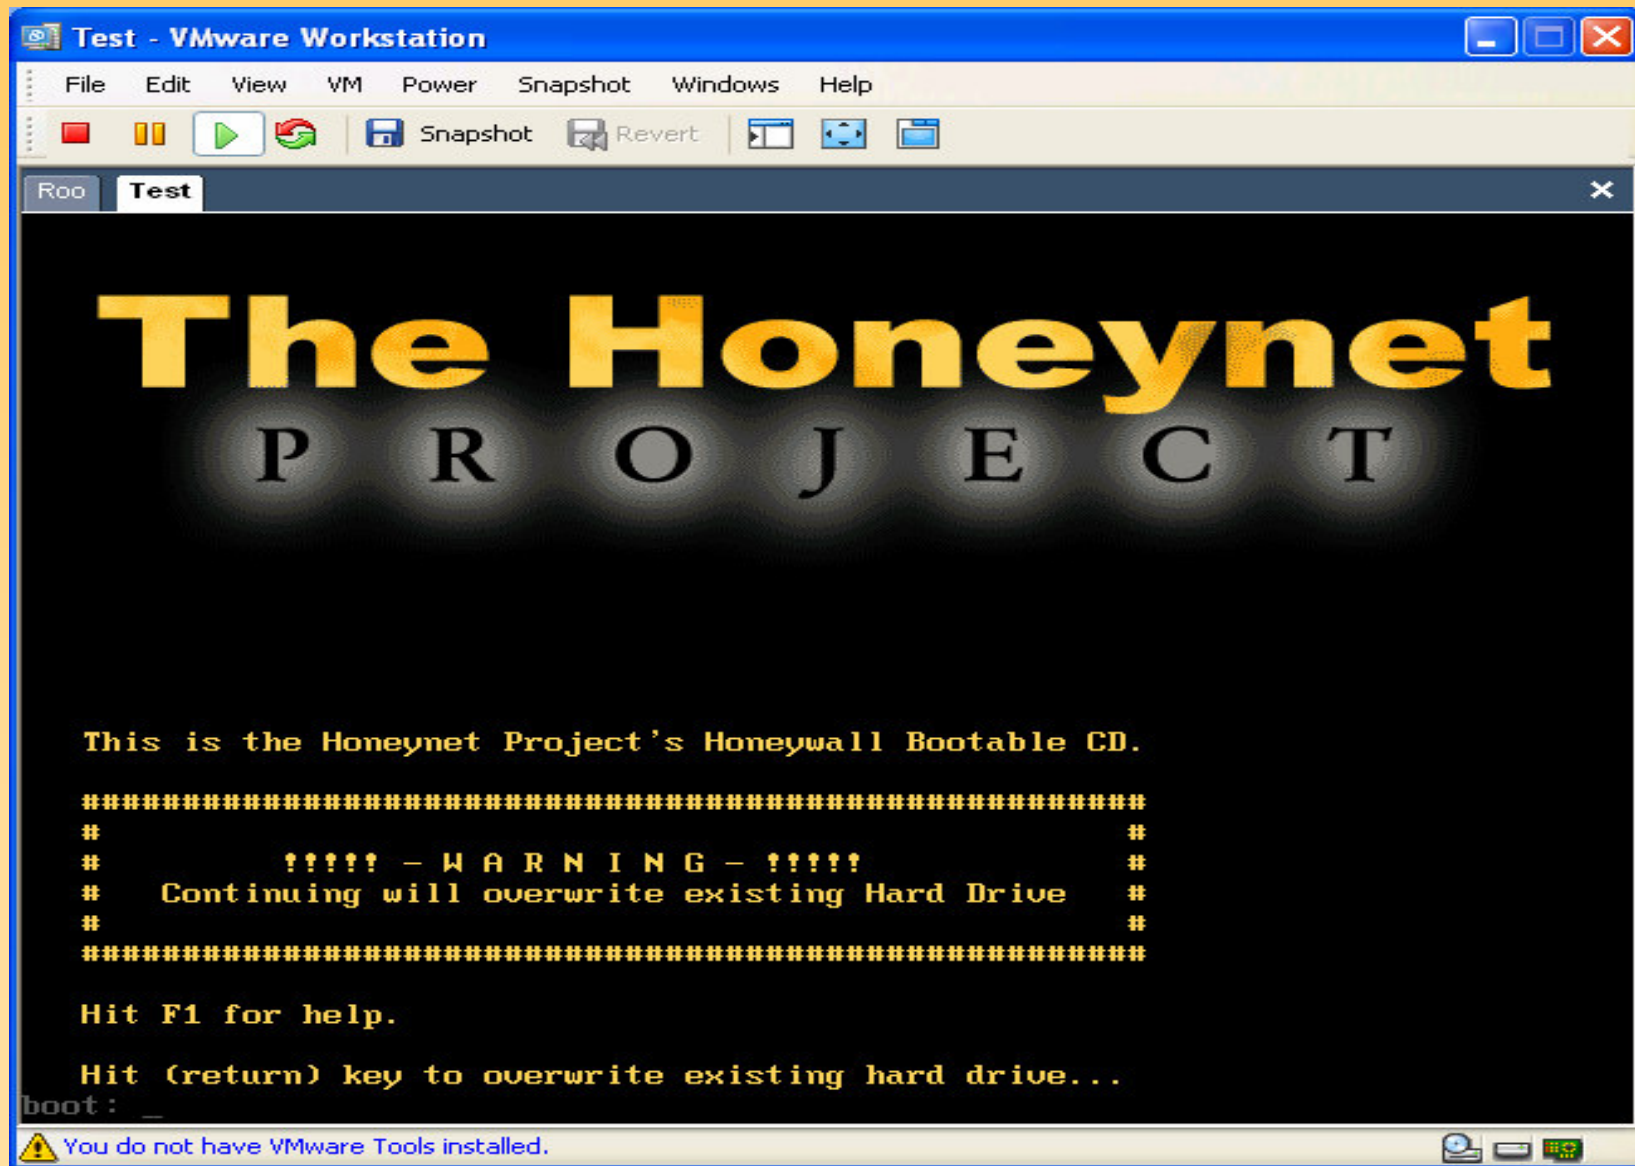 Test - VMware Workstation
File Edit View VM Power Snapshot Windows Help
Snapshot Revert
Roo Test
The Honeynet
PROJECT
This is the Honeynet Project's Honeywall Bootable CD.
#####################################################
# #
# !!!!! - W A R N I N G - !!!!! #
# Continuing will overwrite existing Hard Drive #
# #
#####################################################
Hit F1 for help.
Hit (return) key to overwrite existing hard drive...
boot: _
You do not have VMware Tools installed.